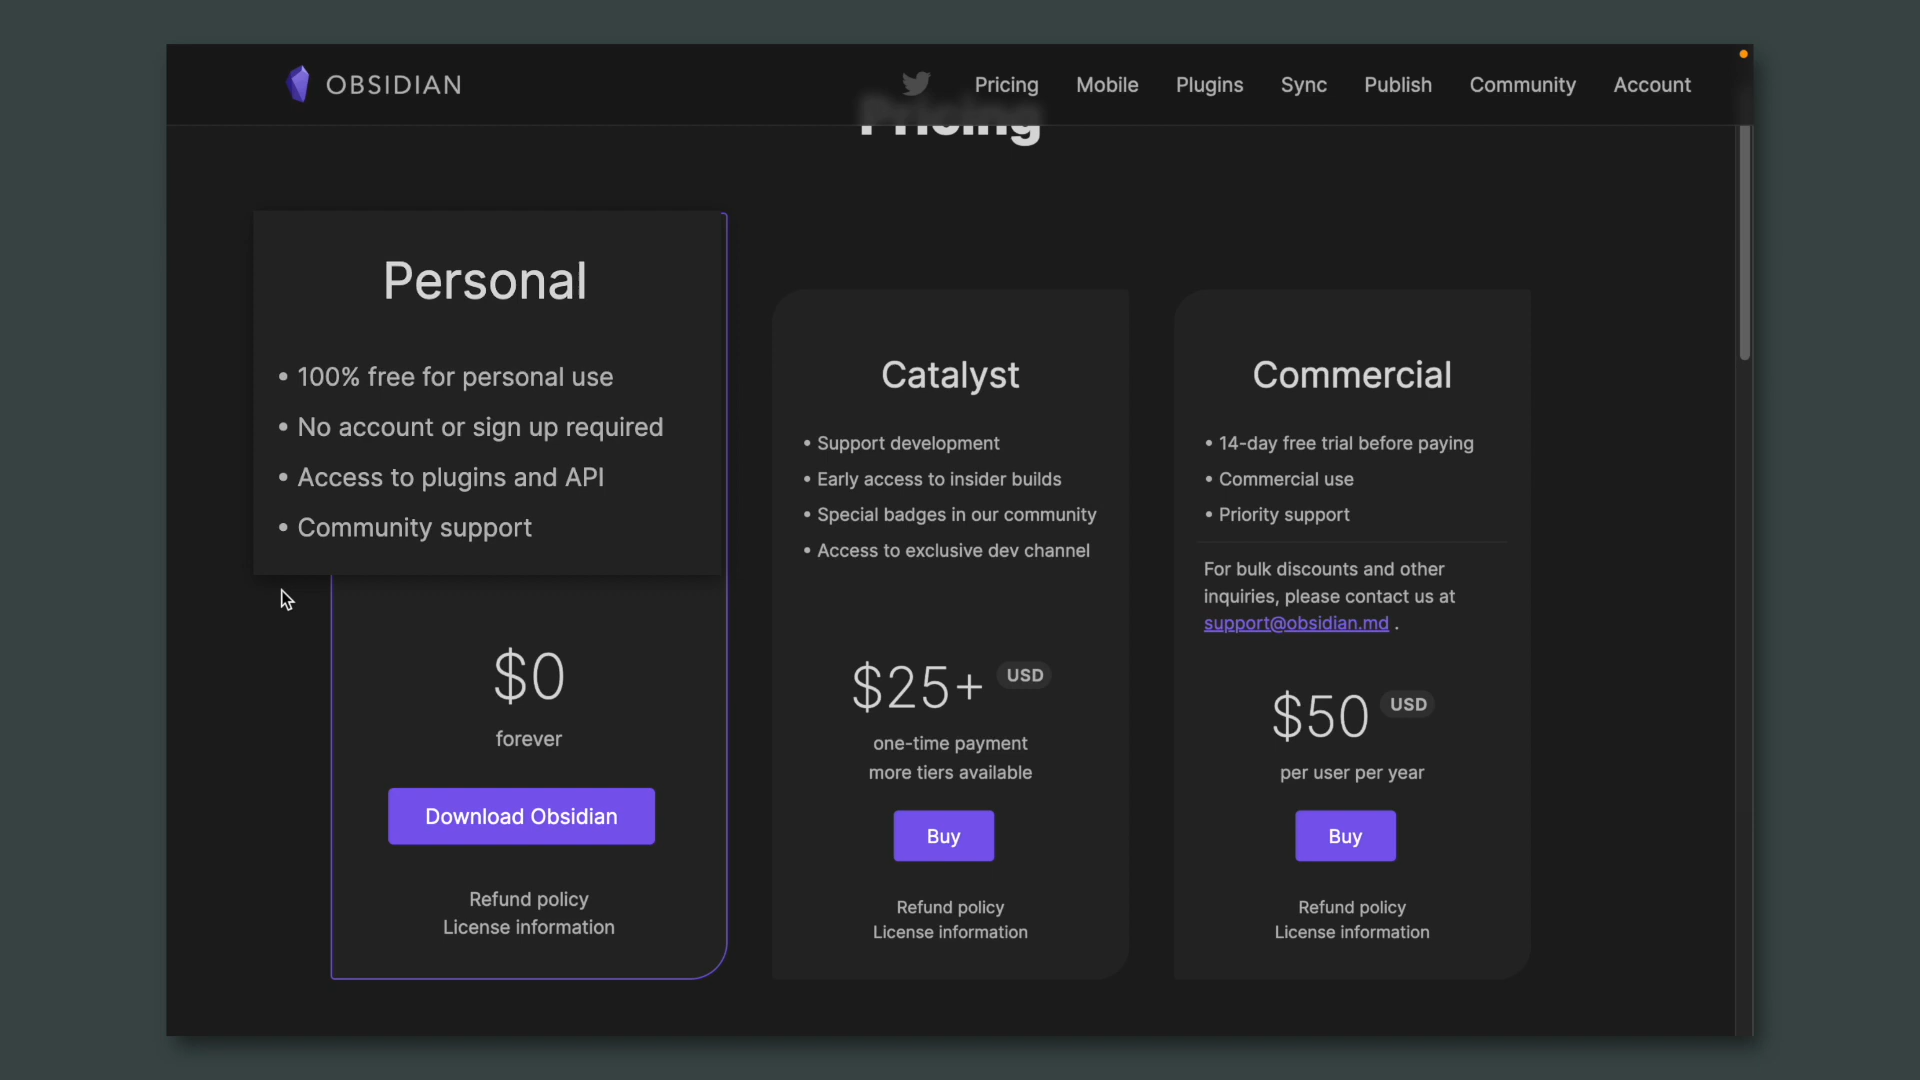 OBSIDIAN
Pricing
Mobile
Plugins
Sync
Publish
Community
Account
Pricing
Personal
• 100% free for personal use
• No account or sign up required
• Access to plugins and API
• Community support
$0
forever
Download Obsidian
Refund policy
License information
Catalyst
• Support development
• Early access to insider builds
• Special badges in our community
• Access to exclusive dev channel
$25+ USD
one-time payment
more tiers available
Buy
Refund policy
License information
Commercial
• 14-day free trial before paying
• Commercial use
• Priority support
For bulk discounts and other
inquiries, please contact us at
support@obsidian.md .
$50 USD
per user per year
Buy
Refund policy
License information